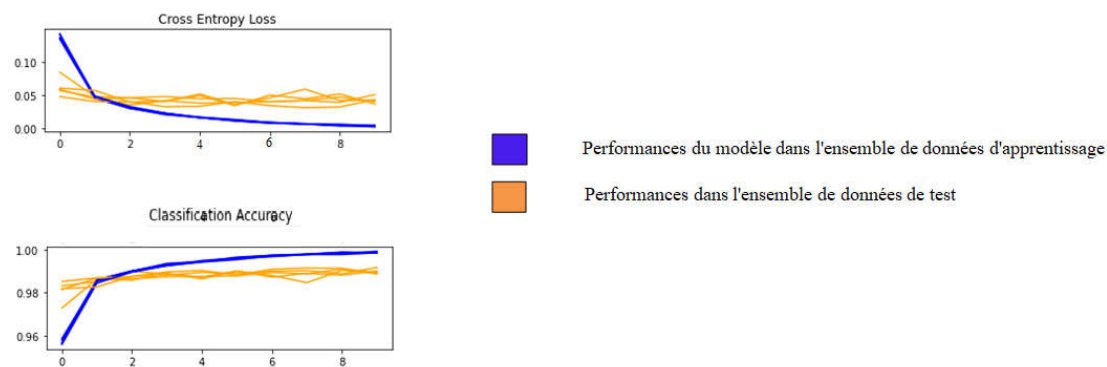 Cross Entropy Loss
0.10
0.05
0.00
0 2 4 6 8
Performances du modèle dans l'ensemble de données d'apprentissage
Performances dans l'ensemble de données de test
Classification Accuracy
1.00
0.98
0.96
0 2 4 6 8